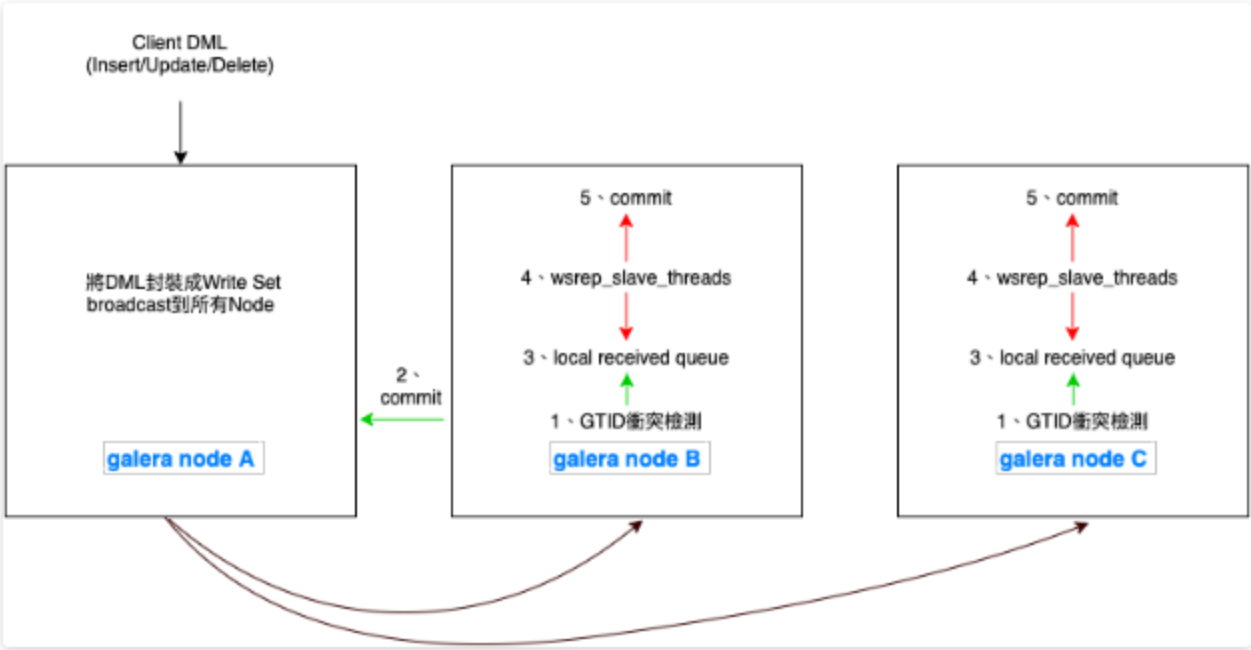 Client DML
(Insert/Update/Delete)
將DML封裝成Write Set
broadcast到所有Node
galera node A
2、
commit
5、commit
4、wsrep_slave_threads
3、local received queue
1、GTID衝突檢測
galera node B
5、commit
4、wsrep_slave_threads
3、local received queue
1、GTID衝突檢測
galera node C